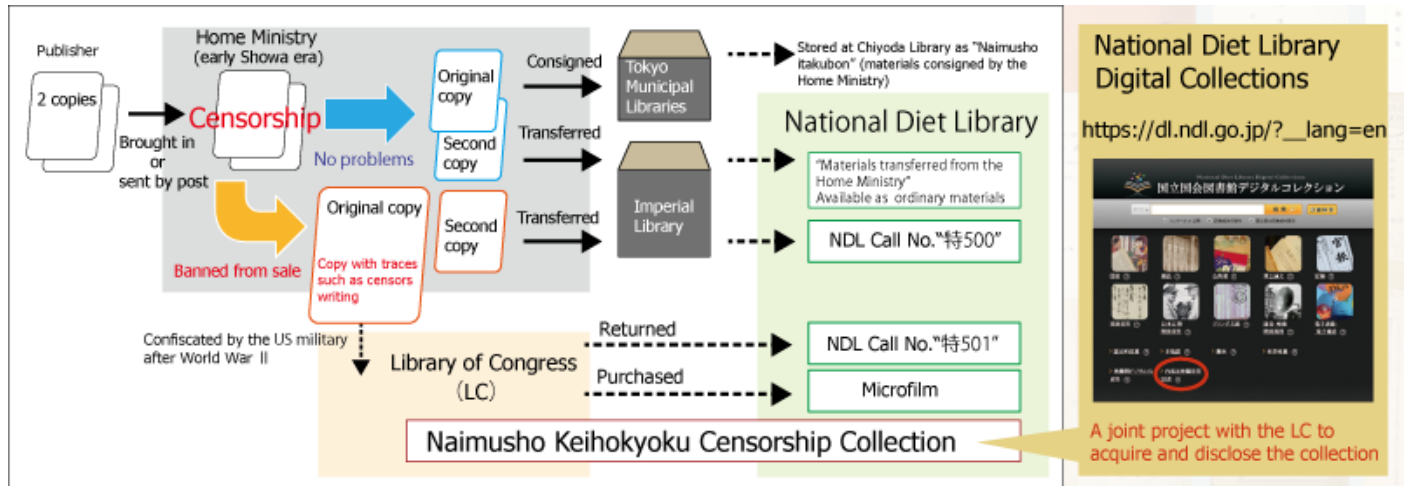 Publisher
2 copies
Brought in
or
sent by post
Home Ministry
(early Showa era)
Censorship
No problems
Banned from sale
Original
copy
Second
copy
Original copy
Copy with traces
such as censors
writing
Second
copy
Consigned
Transferred
Transferred
Tokyo
Municipal
Libraries
Imperial
Library
Stored at Chiyoda Library as "Naimusho
itakubon" (materials consigned by the
Home Ministry)
National Diet Library
"Materials transferred from the
Home Ministry"
Available as ordinary materials
NDL Call No."特500"
Confiscated by the US military
after World War Ⅱ
Library of Congress
(LC)
Returned
Purchased
NDL Call No."特501"
Microfilm
Naimusho Keihokyoku Censorship Collection
National Diet Library
Digital Collections
https://dl.ndl.go.jp/?__lang=en
National Diet Library Digital Collections
国立国会図書館デジタルコレクション
A joint project with the LC to
acquire and disclose the collection